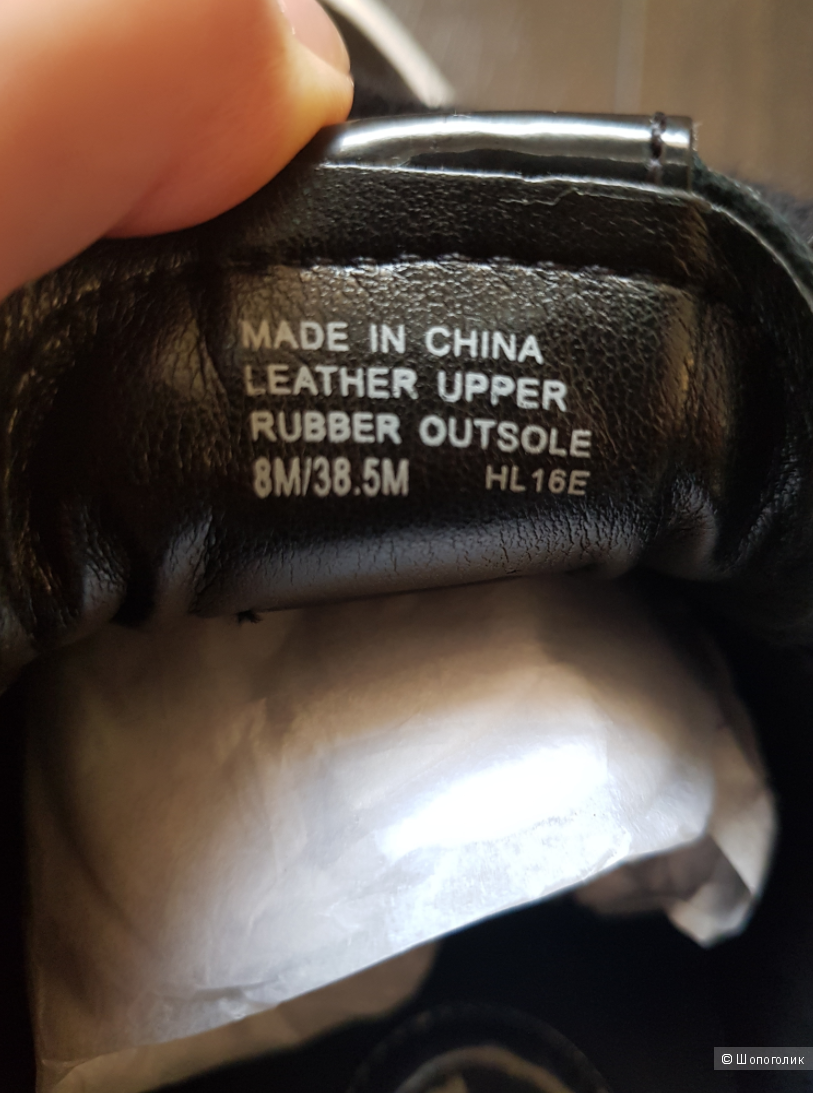 MADE IN CHINA
LEATHER UPPER
RUBBER OUTSOLE
8M/38.5M HL16E
© Шопоголик